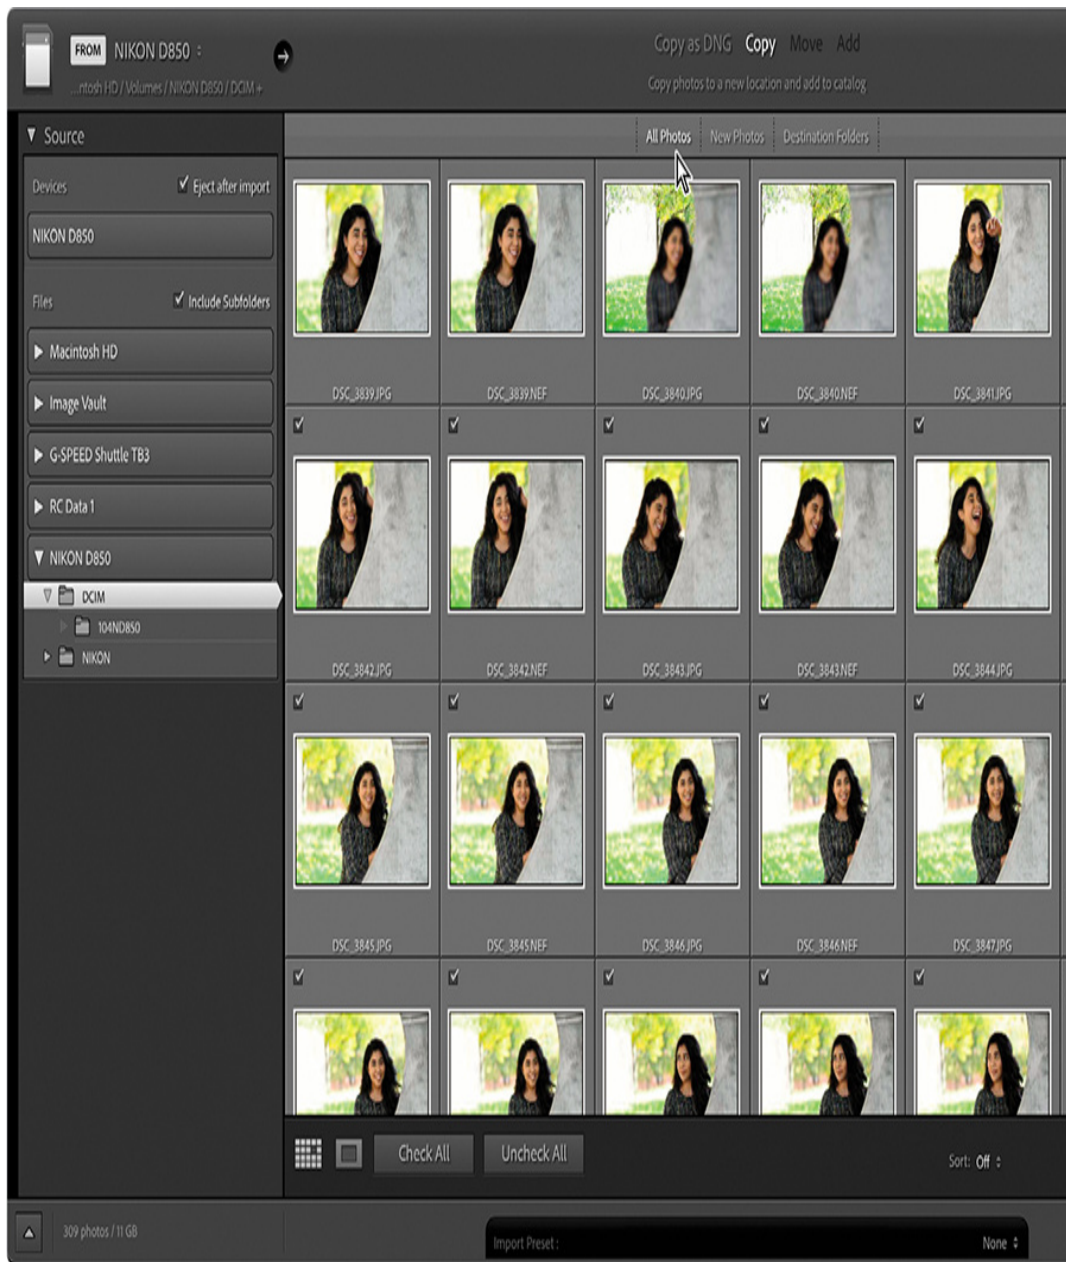 FROM NIKON D850
...ntosh HD / Volumes / NIKON D850 / DCIM +
Copy as DNG Copy Move Add
Copy photos to a new location and add to catalog
Source
Devices Eject after import
NIKON D850
Files Include Subfolders
Macintosh HD
Image Vault
G-SPEED Shuttle TB3
RC Data 1
NIKON D850
DCIM
104ND850
NIKON
All Photos New Photos Destination Folders
DSC_3839.JPG DSC_3839.NEF DSC_3840.JPG DSC_3840.NEF DSC_3841.JPG
DSC_3842.JPG DSC_3842.NEF DSC_3843.JPG DSC_3843.NEF DSC_3844.JPG
DSC_3845.JPG DSC_3845.NEF DSC_3846.JPG DSC_3846.NEF DSC_3847.JPG
Check All Uncheck All Sort: Off
309 photos / 11 GB
Import Preset : None